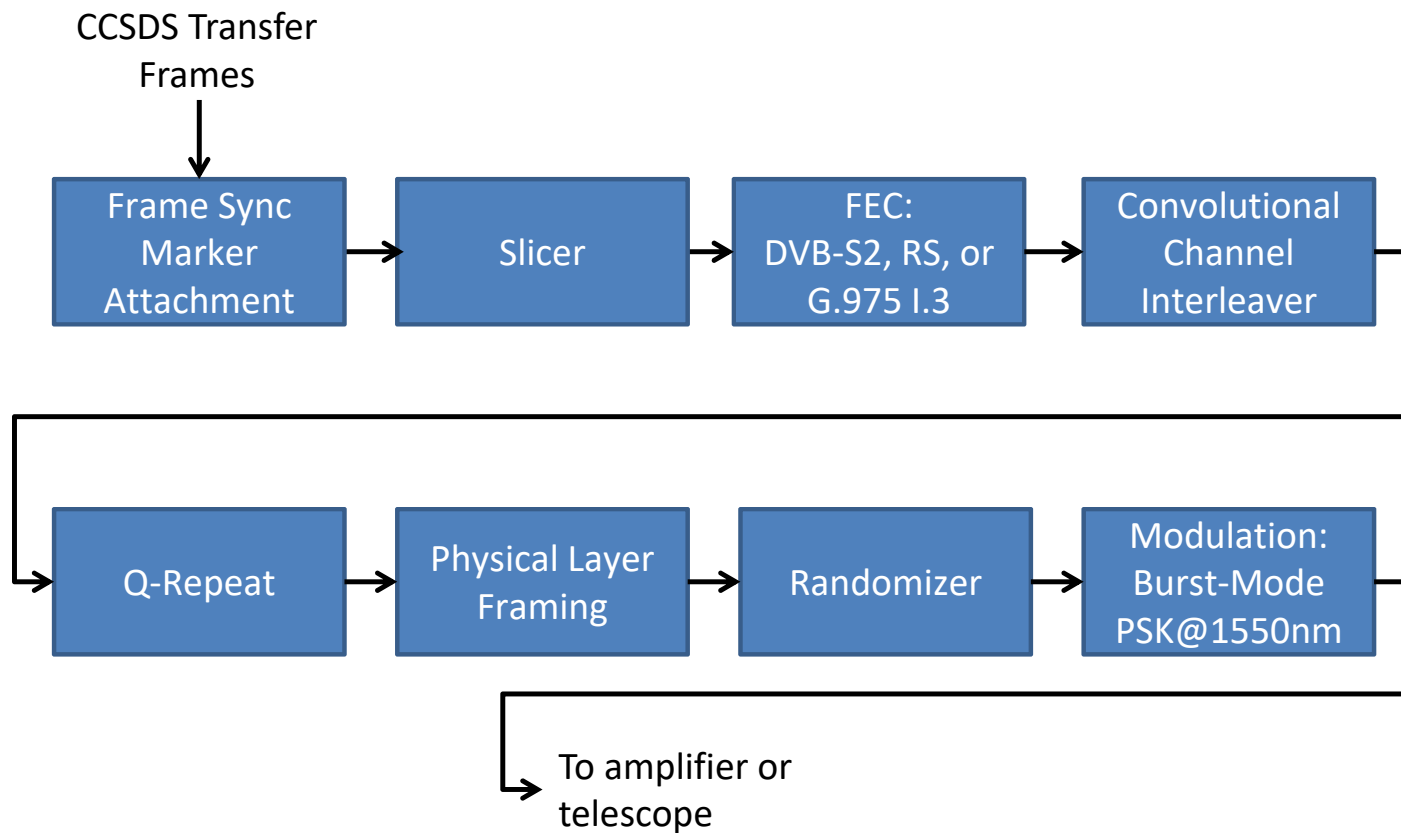 CCSDS Transfer
Frames
Frame Sync
Marker
Attachment
Slicer
FEC:
DVB-S2, RS, or
G.975 I.3
Convolutional
Channel
Interleaver
Q-Repeat
Physical Layer
Framing
Randomizer
Modulation:
Burst-Mode
PSK@1550nm
To amplifier or
telescope